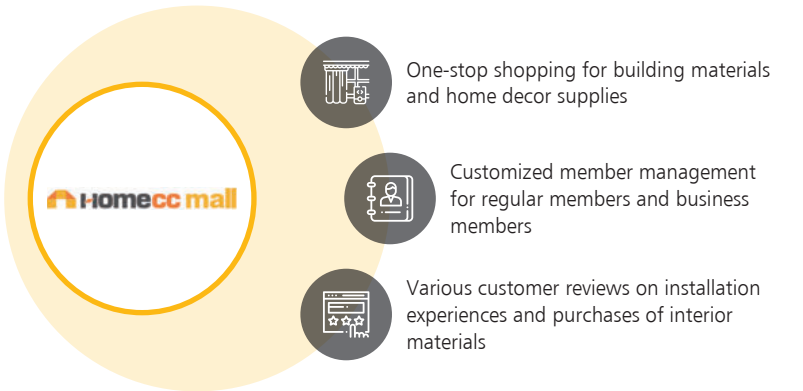 Homecc mall
One-stop shopping for building materials
and home decor supplies
Customized member management
for regular members and business
members
Various customer reviews on installation
experiences and purchases of interior
materials